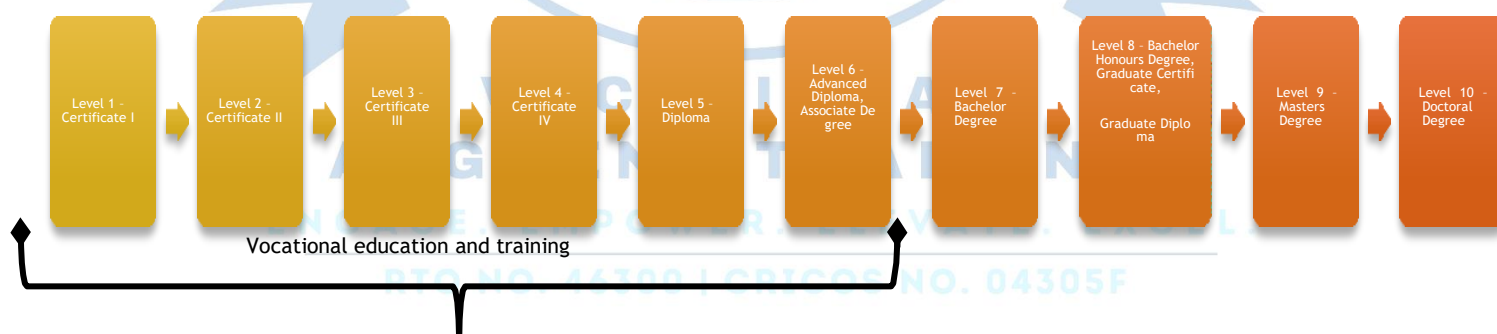 Level 1 –
Certificate I
Level 2 –
Certificate II
Level 3 –
Certificate
III
Level 4 –
Certificate
IV
Level 5 –
Diploma
Level 6 –
Advanced
Diploma,
Associate De
gree
Level 7 –
Bachelor
Degree
Level 8 – Bachelor
Honours Degree,
Graduate Certifi
cate,
Graduate Diplo
ma
Level 9 –
Masters
Degree
Level 10 –
Doctoral
Degree
Vocational education and training
RTO NO. 46300 | CRICOS NO. 04305F